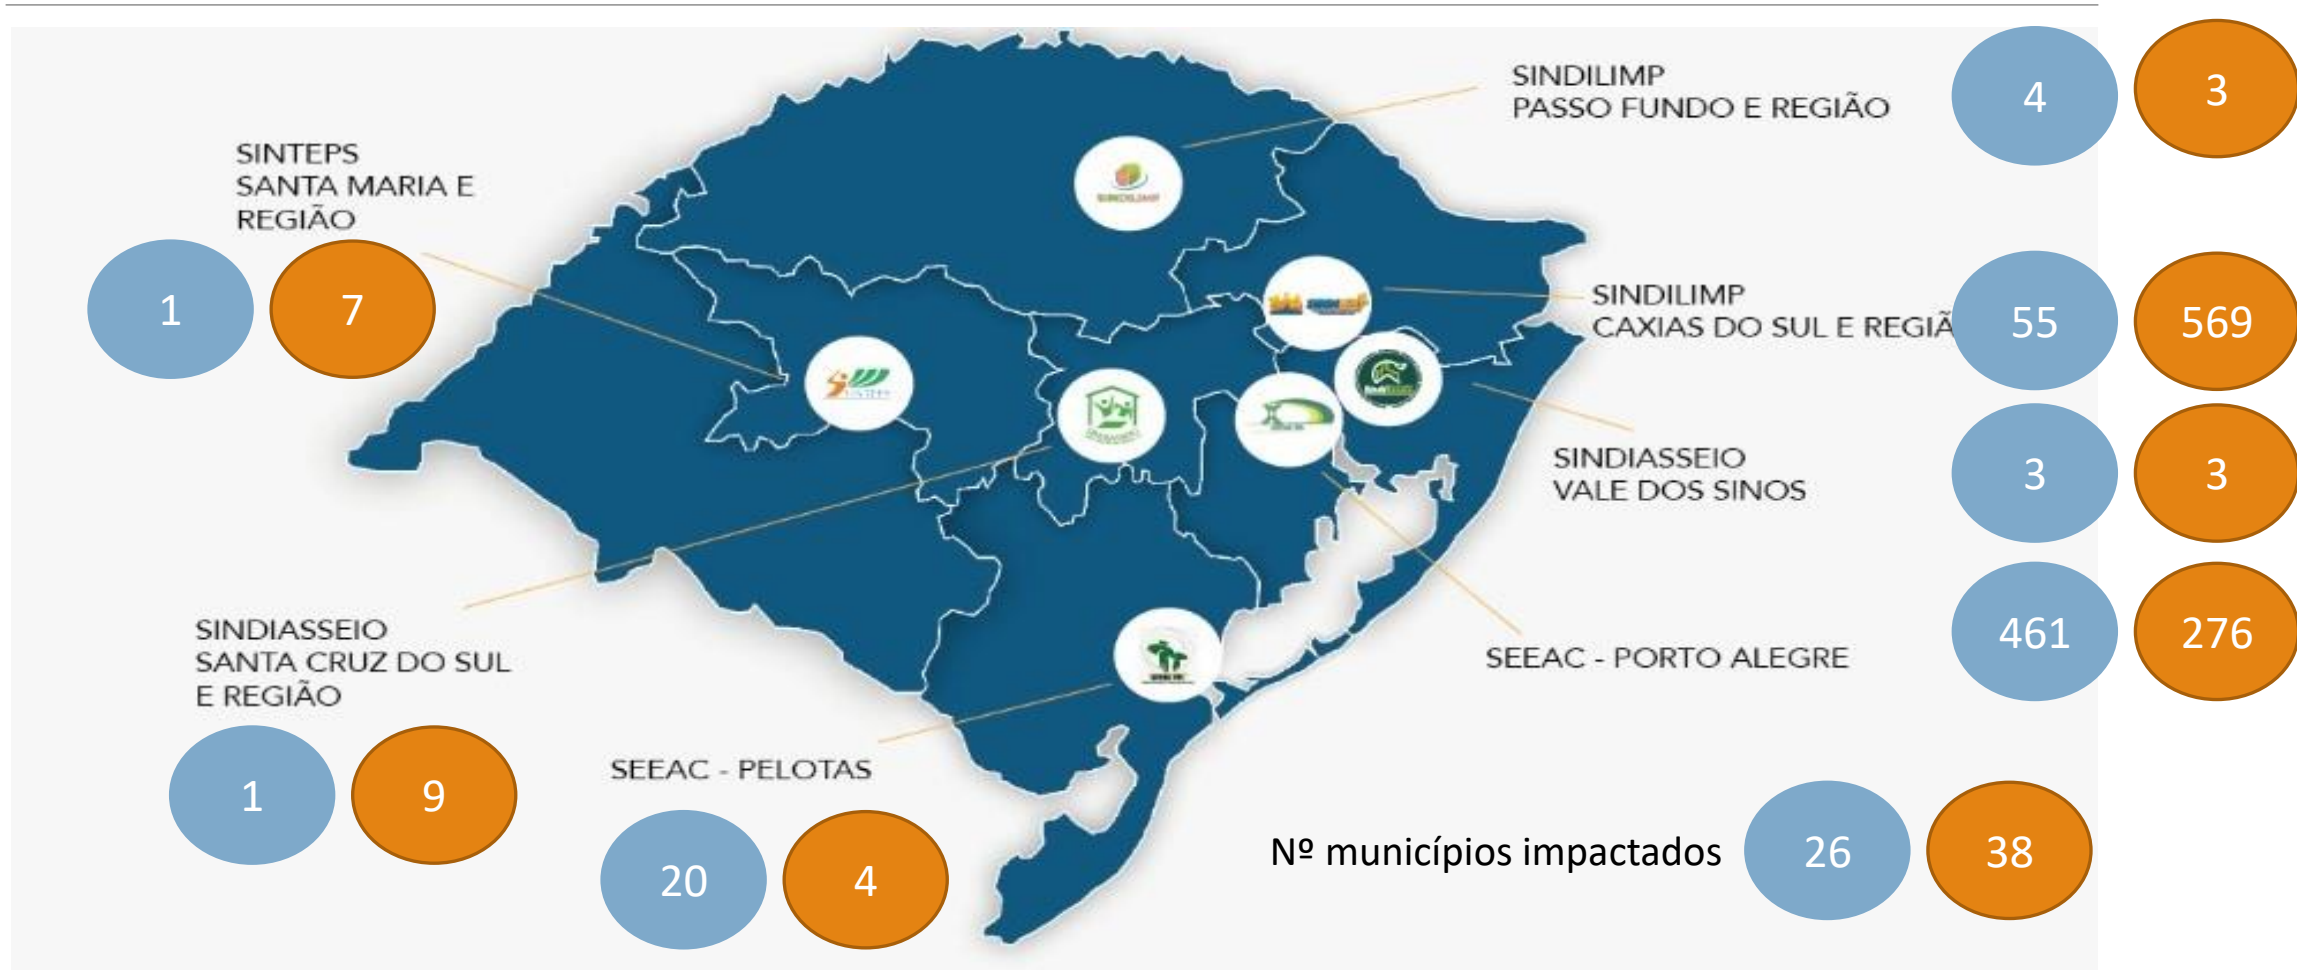 SINDILIMP
PASSO FUNDO E REGIÃO
4
3
SINTEPS
SANTA MARIA E
REGIÃO
1
7
SINDILIMP
CAXIAS DO SUL E REGIÃ
55
569
SINDIASSEIO
VALE DOS SINOS
3
3
SEEAC - PORTO ALEGRE
461
276
SINDIASSEIO
SANTA CRUZ DO SUL
E REGIÃO
1
9
SEEAC - PELOTAS
20
4
Nº municípios impactados
26
38
SINDILIMP